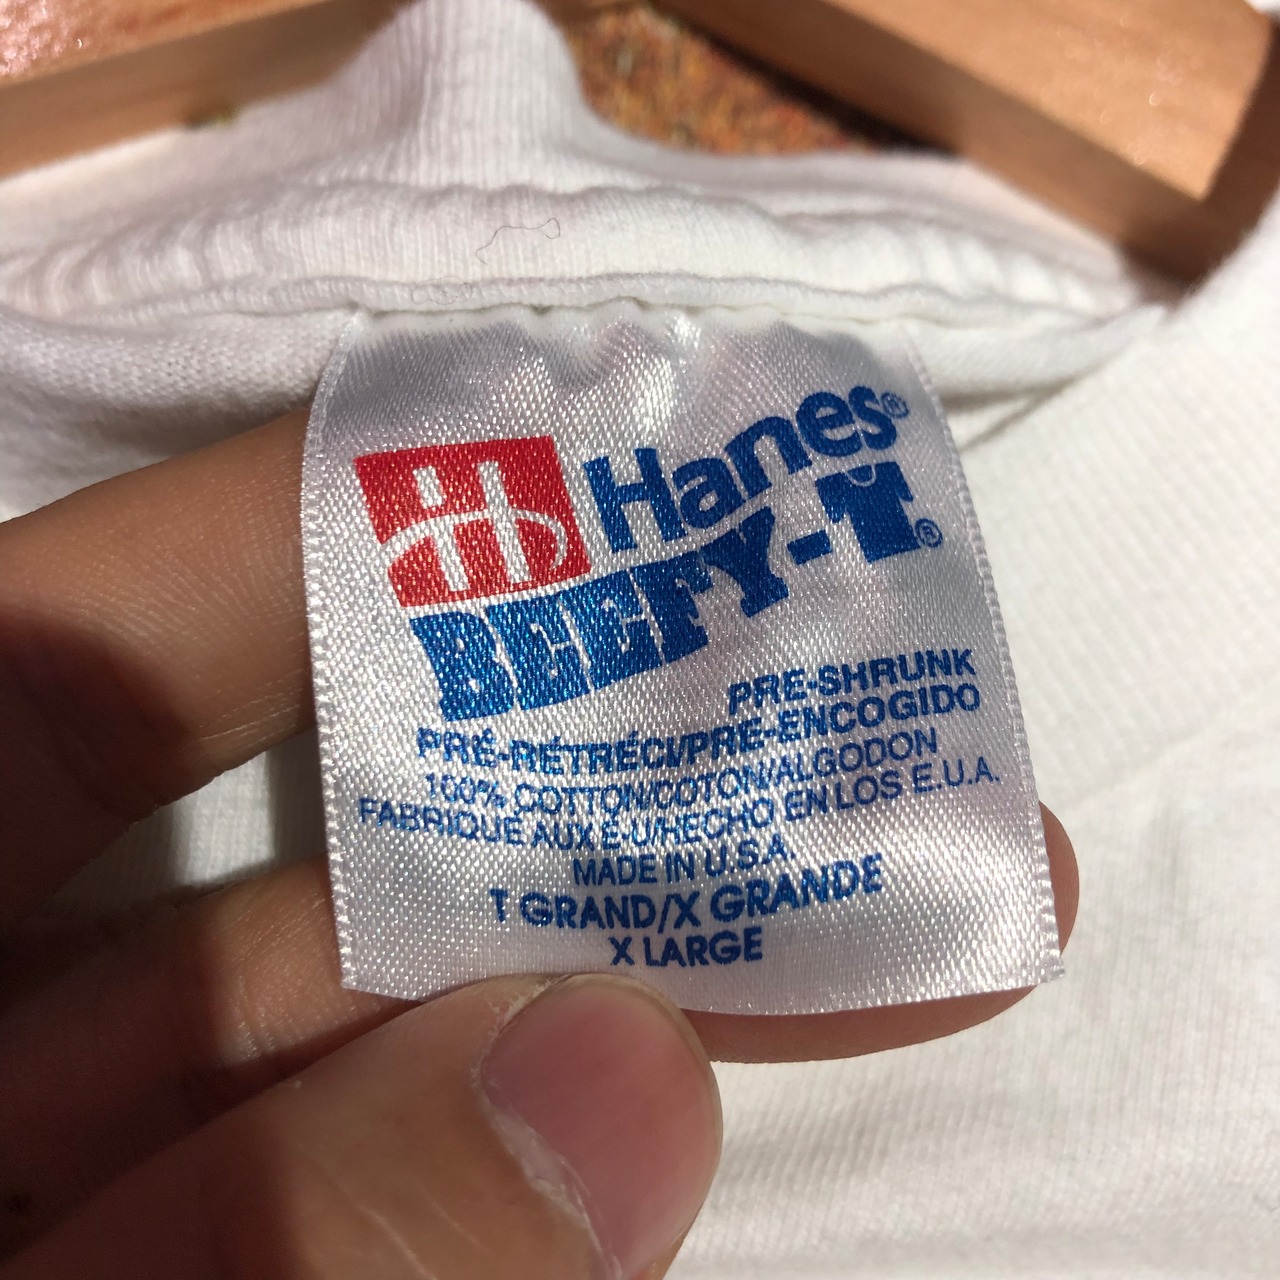 Hanes®
BEEFY-T®
PRE-SHRUNK
PRÉ-RÉTRÉCI/PRE-ENCOGIDO
100% COTTON/COTON/ALGODON
FABRIQUÉ AUX É-U/HECHO EN LOS E.U.A.
MADE IN U.S.A.
T GRAND/X GRANDE
X LARGE